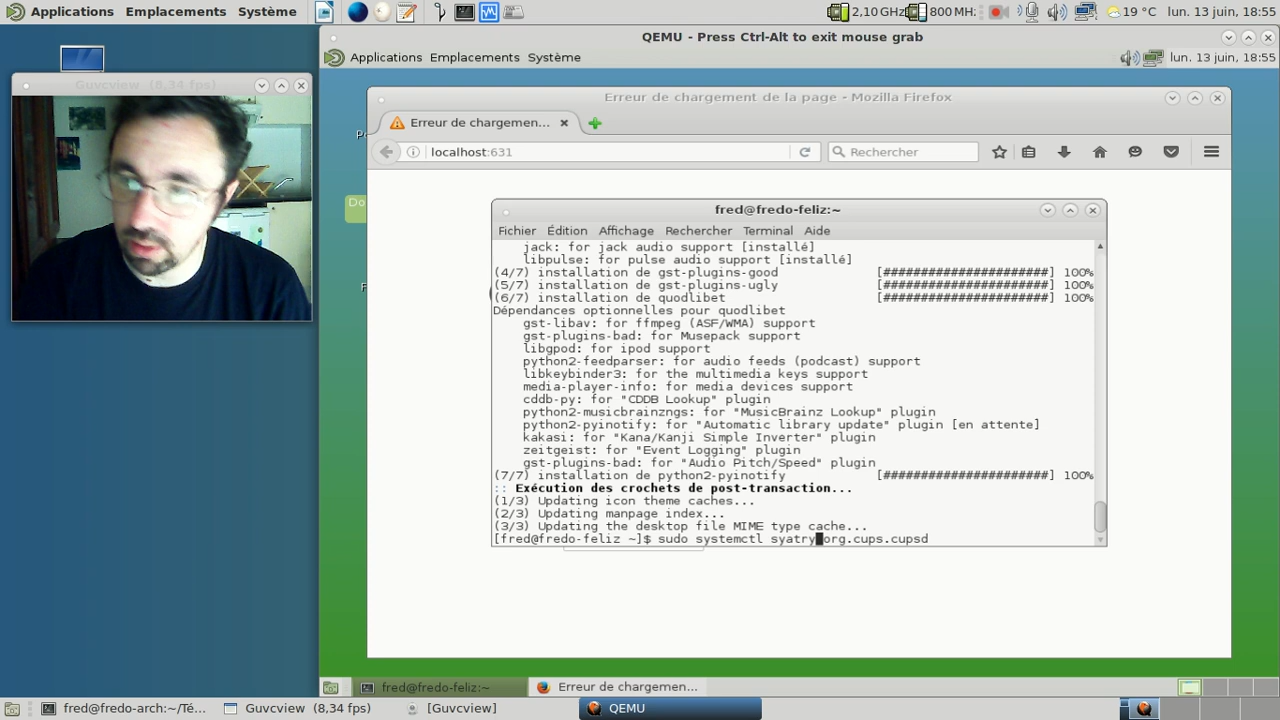 Applications Emplacements Système 2,10 GHz 800 MHz 19 °C lun. 13 juin, 18:55
QEMU - Press Ctrl-Alt to exit mouse grab
Applications Emplacements Système lun. 13 juin, 18:55
Guvcview (8,34 fps)
Erreur de chargement de la page - Mozilla Firefox
Erreur de chargemen...
localhost:631 Rechercher
Do
fred@fredo-feliz:~
Fichier Édition Affichage Rechercher Terminal Aide
jack: for jack audio support [installé]
libpulse: for pulse audio support [installé]
(4/7) installation de gst-plugins-good [######################] 100%
(5/7) installation de gst-plugins-ugly [######################] 100%
(6/7) installation de quodlibet [######################] 100%
Dépendances optionnelles pour quodlibet
gst-libav: for ffmpeg (ASF/WMA) support
gst-plugins-bad: for Musepack support
libgpod: for ipod support
python2-feedparser: for audio feeds (podcast) support
libkeybinder3: for the multimedia keys support
media-player-info: for media devices support
cddb-py: for "CDDB Lookup" plugin
python2-musicbrainzngs: for "MusicBrainz Lookup" plugin
python2-pyinotify: for "Automatic library update" plugin [en attente]
kakasi: for "Kana/Kanji Simple Inverter" plugin
zeitgeist: for "Event Logging" plugin
gst-plugins-bad: for "Audio Pitch/Speed" plugin
(7/7) installation de python2-pyinotify [######################] 100%
:: Exécution des crochets de post-transaction...
(1/3) Updating icon theme caches...
(2/3) Updating manpage index...
(3/3) Updating the desktop file MIME type cache...
[fred@fredo-feliz ~]$ sudo systemctl syatry org.cups.cupsd
fred@fredo-feliz:~ Erreur de chargemen...
fred@fredo-arch:~/Té... Guvcview (8,34 fps) [Guvcview] QEMU